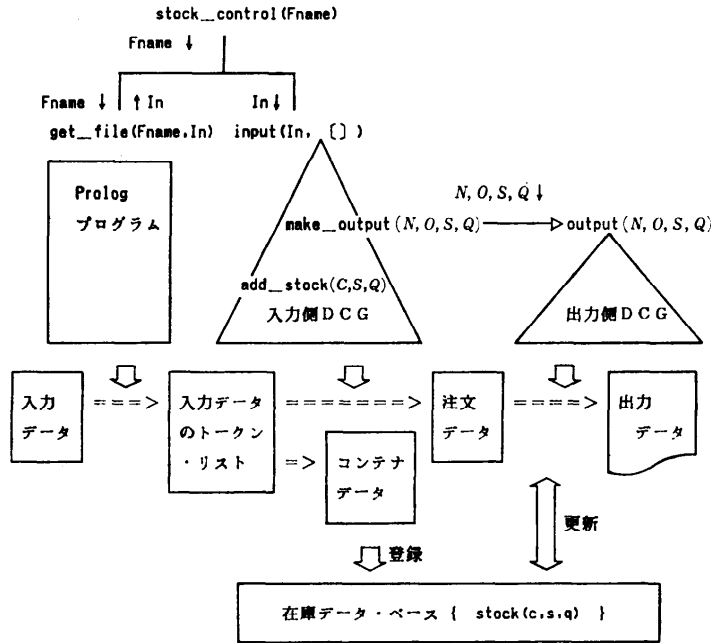 stock__control(Fname)
Fname ↓
Fname ↓ ↑ In In ↓
get__file(Fname,In) input(In, [])
Prolog
プログラム
N, O, S, Q ↓
make__output(N, O, S, Q) output(N, O, S, Q)
add__stock(C,S,Q)
入力側DCG 出力側DCG
入力 ===> 入力データ =======> 注文 ====> 出力
データ のトークン データ データ
・リスト => コンテナ
データ
更新
登録
在庫データ・ベース { stock(c,s,q) }